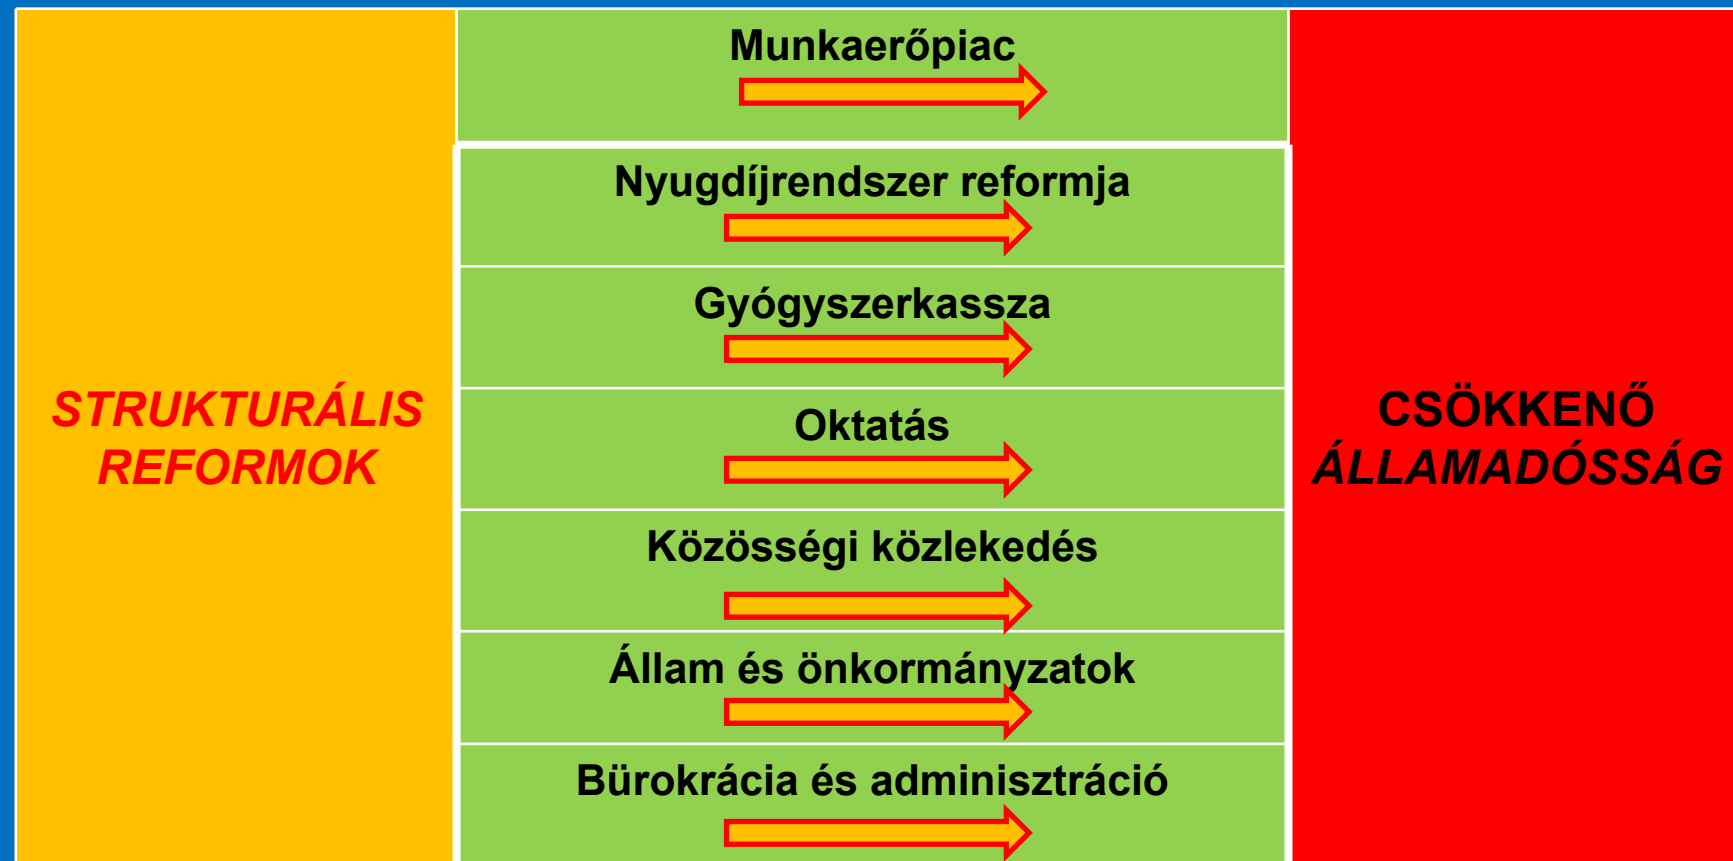 STRUKTURÁLIS
REFORMOK
Munkaerőpiac
Nyugdíjrendszer reformja
Gyógyszerkassza
Oktatás
Közösségi közlekedés
Állam és önkormányzatok
Bürokrácia és adminisztráció
CSÖKKENŐ
ÁLLAMADÓSSÁG